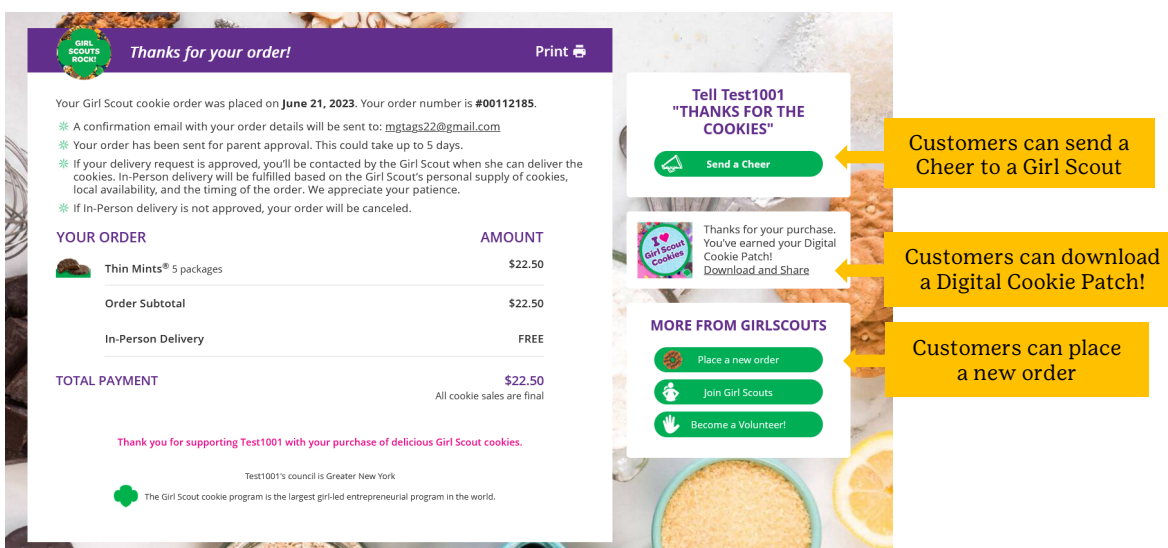 GIRL
SCOUTS
ROCK!
Thanks for your order!
Print
Your Girl Scout cookie order was placed on June 21, 2023. Your order number is #00112185.
A confirmation email with your order details will be sent to: mgtags22@gmail.com
Your order has been sent for parent approval. This could take up to 5 days.
If your delivery request is approved, you'll be contacted by the Girl Scout when she can deliver the
cookies. In-Person delivery will be fulfilled based on the Girl Scout's personal supply of cookies,
local availability, and the timing of the order. We appreciate your patience.
If In-Person delivery is not approved, your order will be canceled.
YOUR ORDER AMOUNT
Thin Mints® 5 packages $22.50
Order Subtotal $22.50
In-Person Delivery FREE
TOTAL PAYMENT $22.50
All cookie sales are final
Thank you for supporting Test1001 with your purchase of delicious Girl Scout cookies.
Test1001's council is Greater New York
The Girl Scout cookie program is the largest girl-led entrepreneurial program in the world.
Tell Test1001
"THANKS FOR THE
COOKIES"
Send a Cheer
I
Girl Scout
Cookies
Thanks for your purchase.
You've earned your Digital
Cookie Patch!
Download and Share
MORE FROM GIRLSCOUTS
Place a new order
Join Girl Scouts
Become a Volunteer!
Customers can send a
Cheer to a Girl Scout
Customers can download
a Digital Cookie Patch!
Customers can place
a new order